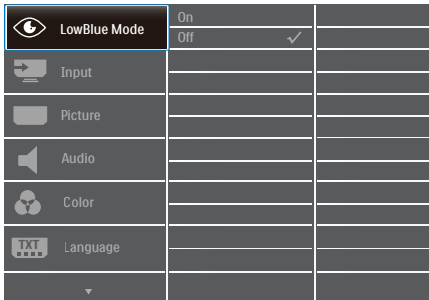 LowBlue Mode
On
Off
Input
Picture
Audio
Color
TXT
Language